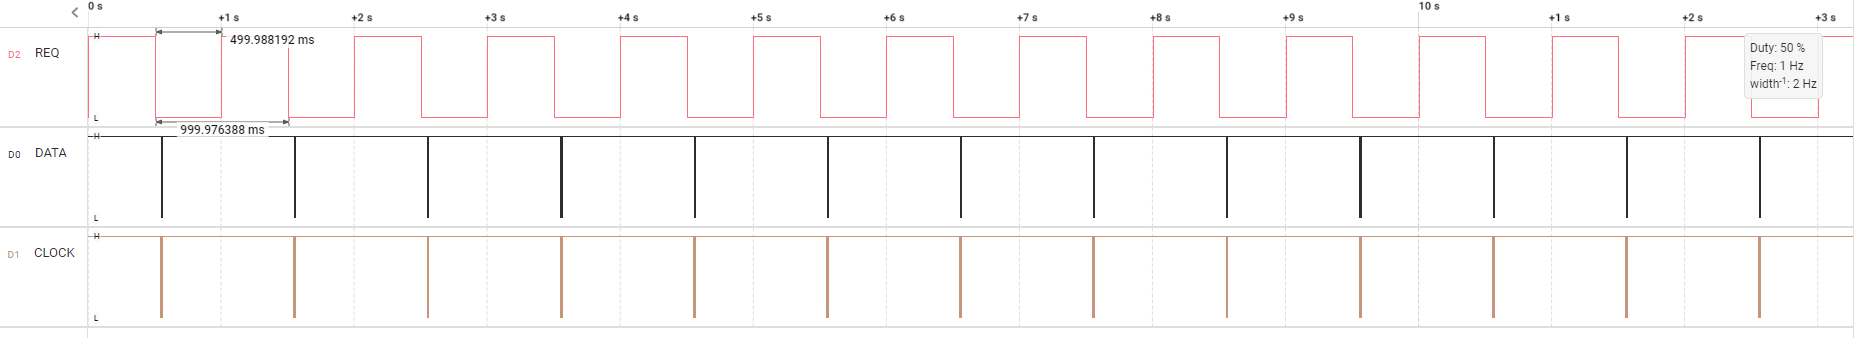 0 s
+1 s +2 s +3 s +4 s +5 s +6 s +7 s +8 s +9 s
10 s
+1 s +2 s +3 s
D2 REQ
H
L
499.988192 ms
999.976388 ms
Duty: 50 %
Freq: 1 Hz
width-1: 2 Hz
D0 DATA
H
L
D1 CLOCK
H
L